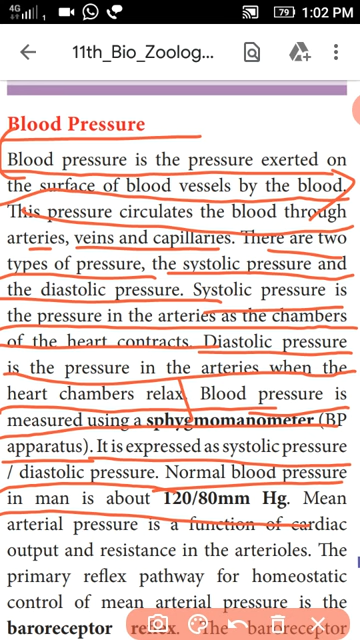 4G 79 1:02 PM
11th_Bio_Zoolog...
Blood Pressure
Blood pressure is the pressure exerted on
the surface of blood vessels by the blood.
This pressure circulates the blood through
arteries, veins and capillaries. There are two
types of pressure, the systolic pressure and
the diastolic pressure. Systolic pressure is
the pressure in the arteries as the chambers
of the heart contracts. Diastolic pressure
is the pressure in the arteries when the
heart chambers relax. Blood pressure is
measured using a sphygmomanometer (BP
apparatus). It is expressed as systolic pressure
/ diastolic pressure. Normal blood pressure
in man is about 120/80mm Hg. Mean
arterial pressure is a function of cardiac
output and resistance in the arterioles. The
primary reflex pathway for homeostatic
control of mean arterial pressure is the
baroreceptor reflex. The baroreceptor